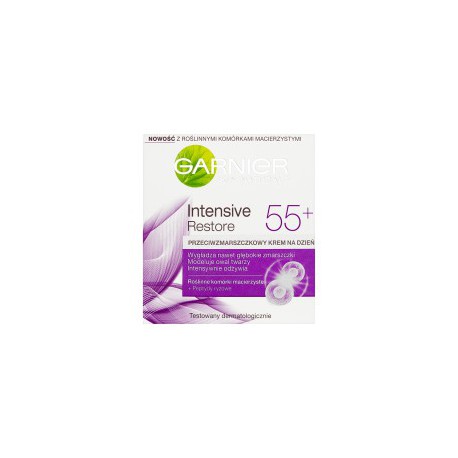 NOWOŚĆ Z ROŚLINNYMI KOMÓRKAMI MACIERZYSTYMI
GARNIER
Intensive
Restore
55+
PRZECIWZMARSZCZKOWY KREM NA DZIEŃ
Wygładza nawet głębokie zmarszczki
Modeluje owal twarzy
Intensywnie odżywia
Roślinne komórki macierzyste
+ Peptydy ryżowe
Testowany dermatologicznie